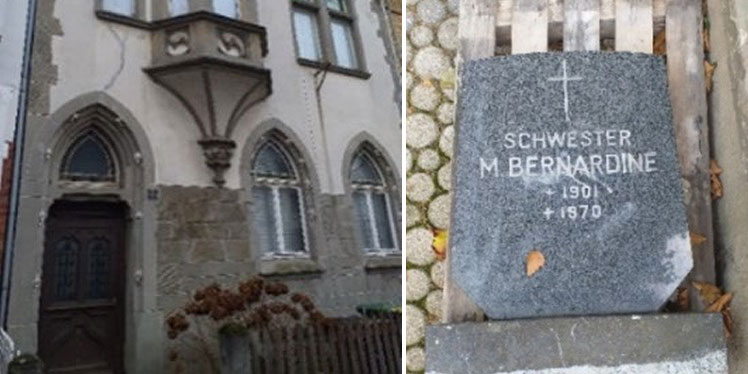 SCHWESTER
M. BERNARDINE
* 1901
+ 1970